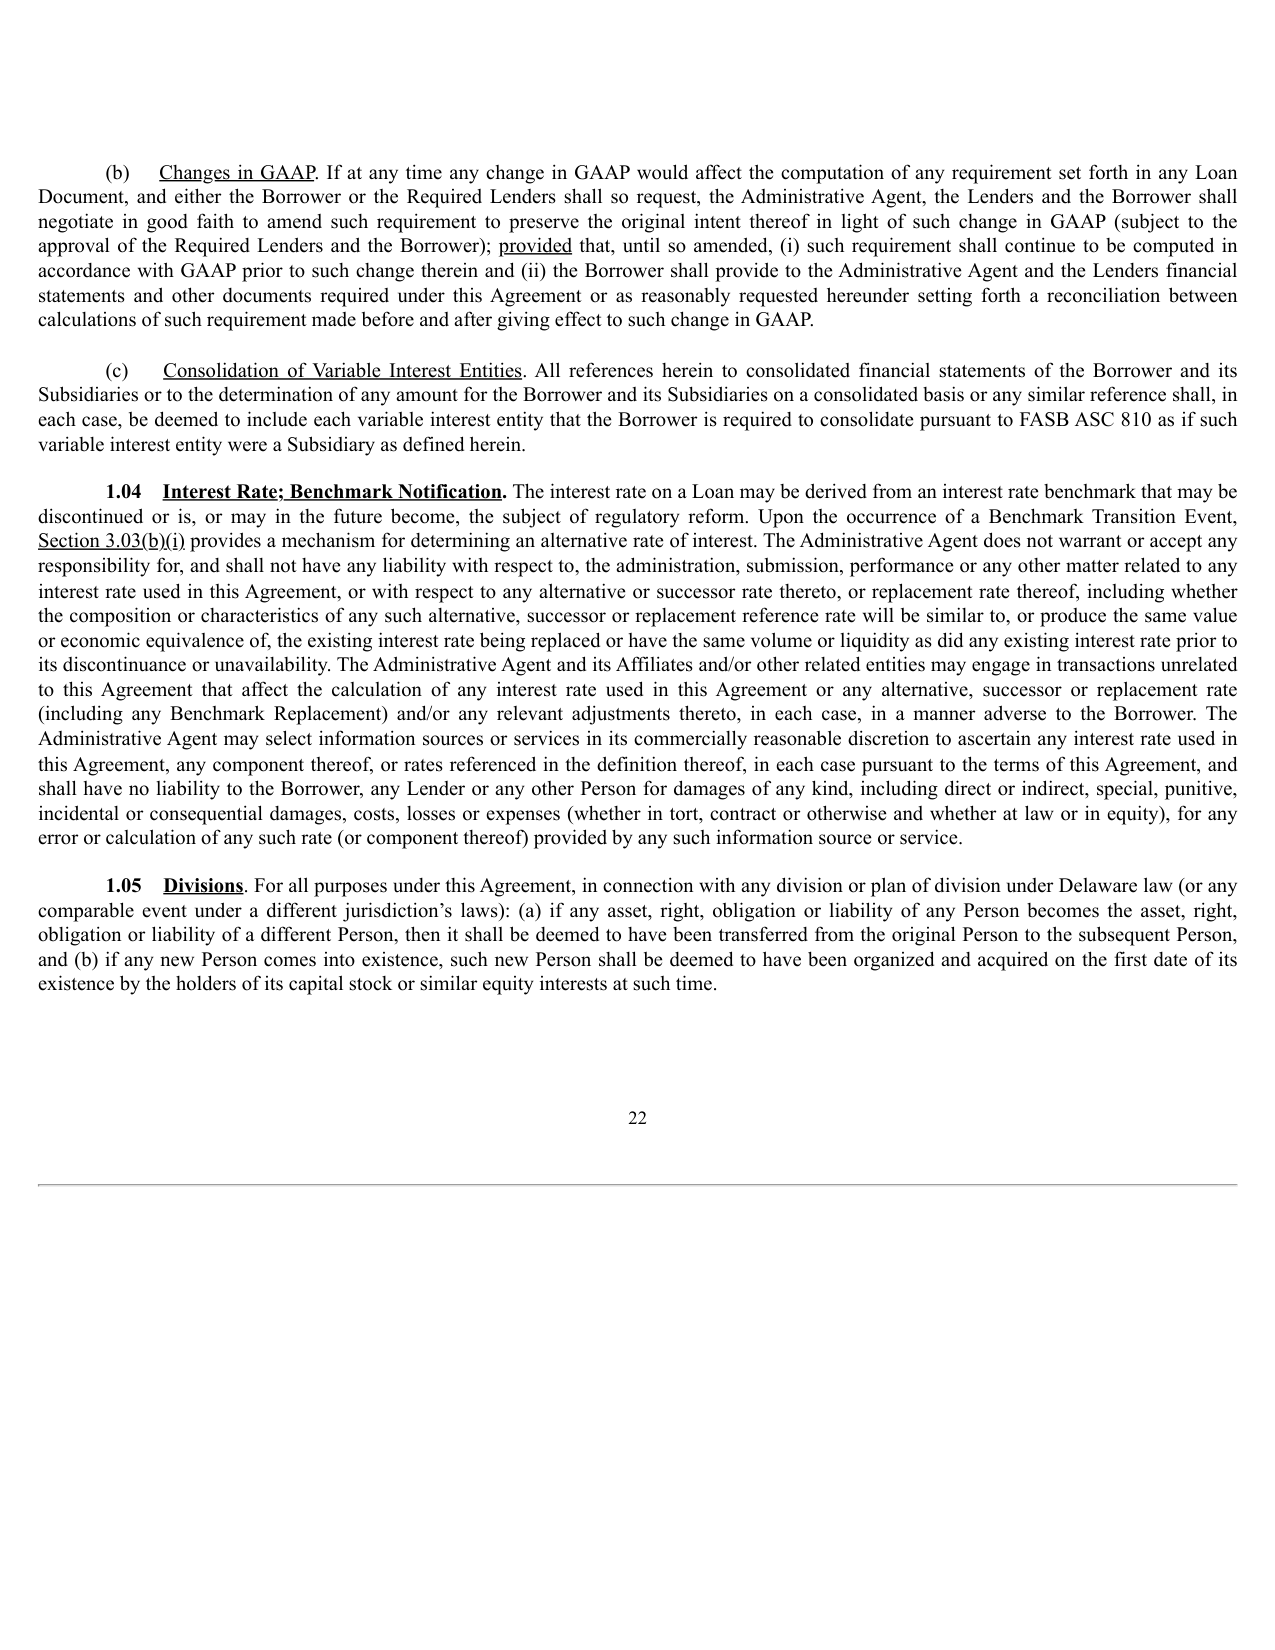 (b) Changes in GAAP. If at any time any change in GAAP would affect the computation of any requirement set forth in any Loan
Document, and either the Borrower or the Required Lenders shall so request, the Administrative Agent, the Lenders and the Borrower shall
negotiate in good faith to amend such requirement to preserve the original intent thereof in light of such change in GAAP (subject to the
approval of the Required Lenders and the Borrower); provided that, until so amended, (i) such requirement shall continue to be computed in
accordance with GAAP prior to such change therein and (ii) the Borrower shall provide to the Administrative Agent and the Lenders financial
statements and other documents required under this Agreement or as reasonably requested hereunder setting forth a reconciliation between
calculations of such requirement made before and after giving effect to such change in GAAP.
(c) Consolidation of Variable Interest Entities. All references herein to consolidated financial statements of the Borrower and its
Subsidiaries or to the determination of any amount for the Borrower and its Subsidiaries on a consolidated basis or any similar reference shall, in
each case, be deemed to include each variable interest entity that the Borrower is required to consolidate pursuant to FASB ASC 810 as if such
variable interest entity were a Subsidiary as defined herein.
1.04 Interest Rate; Benchmark Notification. The interest rate on a Loan may be derived from an interest rate benchmark that may be
discontinued or is, or may in the future become, the subject of regulatory reform. Upon the occurrence of a Benchmark Transition Event,
Section 3.03(b)(i) provides a mechanism for determining an alternative rate of interest. The Administrative Agent does not warrant or accept any
responsibility for, and shall not have any liability with respect to, the administration, submission, performance or any other matter related to any
interest rate used in this Agreement, or with respect to any alternative or successor rate thereto, or replacement rate thereof, including whether
the composition or characteristics of any such alternative, successor or replacement reference rate will be similar to, or produce the same value
or economic equivalence of, the existing interest rate being replaced or have the same volume or liquidity as did any existing interest rate prior to
its discontinuance or unavailability. The Administrative Agent and its Affiliates and/or other related entities may engage in transactions unrelated
to this Agreement that affect the calculation of any interest rate used in this Agreement or any alternative, successor or replacement rate
(including any Benchmark Replacement) and/or any relevant adjustments thereto, in each case, in a manner adverse to the Borrower. The
Administrative Agent may select information sources or services in its commercially reasonable discretion to ascertain any interest rate used in
this Agreement, any component thereof, or rates referenced in the definition thereof, in each case pursuant to the terms of this Agreement, and
shall have no liability to the Borrower, any Lender or any other Person for damages of any kind, including direct or indirect, special, punitive,
incidental or consequential damages, costs, losses or expenses (whether in tort, contract or otherwise and whether at law or in equity), for any
error or calculation of any such rate (or component thereof) provided by any such information source or service.
1.05 Divisions. For all purposes under this Agreement, in connection with any division or plan of division under Delaware law (or any
comparable event under a different jurisdiction’s laws): (a) if any asset, right, obligation or liability of any Person becomes the asset, right,
obligation or liability of a different Person, then it shall be deemed to have been transferred from the original Person to the subsequent Person,
and (b) if any new Person comes into existence, such new Person shall be deemed to have been organized and acquired on the first date of its
existence by the holders of its capital stock or similar equity interests at such time.
22